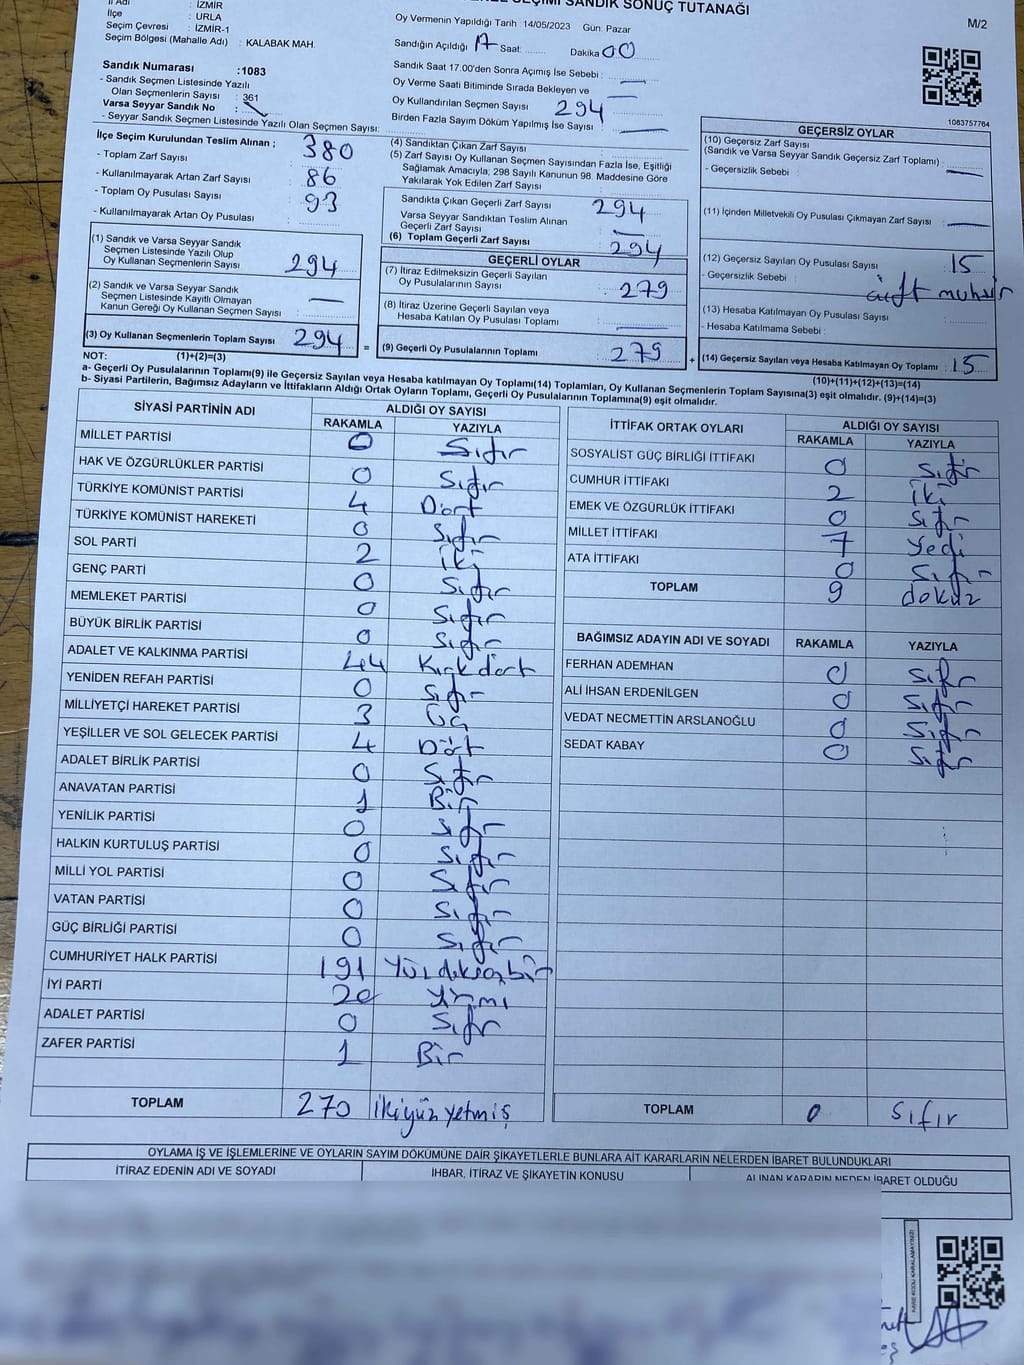 SEÇİMİ SANDIK SONUÇ TUTANAĞI
M/2
İl Adı : İZMİR
İlçe : URLA
Seçim Çevresi : İZMİR-1
Seçim Bölgesi (Mahalle Adı) : KALABAK MAH.
Oy Vermenin Yapıldığı Tarih : 14/05/2023 Gün: Pazar
Sandığın Açıldığı Saat: Dakika 00
Sandık Saat 17.00'den Sonra Açımış İse Sebebi :
Oy Verme Saati Bitiminde Sırada Bekleyen ve
Oy Kullandırılan Seçmen Sayısı 294
Birden Fazla Sayım Döküm Yapılmış İse Sayısı
Sandık Numarası :1083
- Sandık Seçmen Listesinde Yazılı
Olan Seçmenlerin Sayısı : 361
Varsa Seyyar Sandık No :
- Seyyar Sandık Seçmen Listesinde Yazılı Olan Seçmen Sayısı:
1083757764
İlçe Seçim Kurulundan Teslim Alınan ;
- Toplam Zarf Sayısı : 380
- Kullanılmayarak Artan Zarf Sayısı : 86
- Toplam Oy Pusulası Sayısı : 93
- Kullanılmayarak Artan Oy Pusulası :
(1) Sandık ve Varsa Seyyar Sandık
Seçmen Listesinde Yazılı Olup
Oy Kullanan Seçmenlerin Sayısı : 294
(2) Sandık ve Varsa Seyyar Sandık
Seçmen Listesinde Kayıtlı Olmayan
Kanun Gereği Oy Kullanan Seçmen Sayısı :
(3) Oy Kullanan Seçmenlerin Toplam Sayısı : 294 =
(4) Sandıktan Çıkan Zarf Sayısı
(5) Zarf Sayısı Oy Kullanan Seçmen Sayısından Fazla İse, Eşitliği
Sağlamak Amacıyla; 298 Sayılı Kanunun 98. Maddesine Göre
Yakılarak Yok Edilen Zarf Sayısı
Sandıkta Çıkan Geçerli Zarf Sayısı 294
Varsa Seyyar Sandıktan Teslim Alınan
Geçerli Zarf Sayısı
(6) Toplam Geçerli Zarf Sayısı : 294
GEÇERLİ OYLAR
(7) İtiraz Edilmeksizin Geçerli Sayılan
Oy Pusulalarının Sayısı : 279
(8) İtiraz Üzerine Geçerli Sayılan veya
Hesaba Katılan Oy Pusulası Toplamı :
(9) Geçerli Oy Pusulalarının Toplamı : 279 +
GEÇERSİZ OYLAR
(10) Geçersiz Zarf Sayısı
(Sandık ve Varsa Seyyar Sandık Geçersiz Zarf Toplamı) :
- Geçersizlik Sebebi :
(11) İçinden Milletvekili Oy Pusulası Çıkmayan Zarf Sayısı :
(12) Geçersiz Sayılan Oy Pusulası Sayısı : 15
- Geçersizlik Sebebi : çift mühür
(13) Hesaba Katılmayan Oy Pusulası Sayısı :
- Hesaba Katılmama Sebebi :
(14) Geçersiz Sayılan veya Hesaba Katılmayan Oy Toplamı : 15
NOT: (1)+(2)=(3) (10)+(11)+(12)+(13)=(14)
a- Geçerli Oy Pusulalarının Toplamı(9) ile Geçersiz Sayılan veya Hesaba katılmayan Oy Toplamı(14) Toplamları, Oy Kullanan Seçmenlerin Toplam Sayısına(3) eşit olmalıdır. (9)+(14)=(3)
b- Siyasi Partilerin, Bağımsız Adayların ve İttifakların Aldığı Ortak Oyların Toplamı, Geçerli Oy Pusulalarının Toplamına(9) eşit olmalıdır.
SİYASİ PARTİNİN ADI ALDIĞI OY SAYISI
RAKAMLA YAZIYLA
MİLLET PARTİSİ 0 Sıfır
HAK VE ÖZGÜRLÜKLER PARTİSİ 0 Sıfır
TÜRKİYE KOMÜNİST PARTİSİ 4 Dört
TÜRKİYE KOMÜNİST HAREKETİ 0 Sıfır
SOL PARTİ 2 İki
GENÇ PARTİ 0 Sıfır
MEMLEKET PARTİSİ 0 Sıfır
BÜYÜK BİRLİK PARTİSİ 0 Sıfır
ADALET VE KALKINMA PARTİSİ 44 Kırkdört
YENİDEN REFAH PARTİSİ 0 Sıfır
MİLLİYETÇİ HAREKET PARTİSİ 3 Üç
YEŞİLLER VE SOL GELECEK PARTİSİ 4 Dört
ADALET BİRLİK PARTİSİ 0 Sıfır
ANAVATAN PARTİSİ 1 Bir
YENİLİK PARTİSİ 0 Sıfır
HALKIN KURTULUŞ PARTİSİ 0 Sıfır
MİLLİ YOL PARTİSİ 0 Sıfır
VATAN PARTİSİ 0 Sıfır
GÜÇ BİRLİĞİ PARTİSİ 0 Sıfır
CUMHURİYET HALK PARTİSİ 191 Yüzdoksanbir
İYİ PARTİ 20 Yirmi
ADALET PARTİSİ 0 Sıfır
ZAFER PARTİSİ 1 Bir
TOPLAM 270 İkiyüzyetmiş
İTTİFAK ORTAK OYLARI ALDIĞI OY SAYISI
RAKAMLA YAZIYLA
SOSYALİST GÜÇ BİRLİĞİ İTTİFAKI 0 Sıfır
CUMHUR İTTİFAKI 2 İki
EMEK VE ÖZGÜRLÜK İTTİFAKI 0 Sıfır
MİLLET İTTİFAKI 7 Yedi
ATA İTTİFAKI 0 Sıfır
TOPLAM 9 dokuz
BAĞIMSIZ ADAYIN ADI VE SOYADI RAKAMLA YAZIYLA
FERHAN ADEMHAN 0 Sıfır
ALİ İHSAN ERDENİLGEN 0 Sıfır
VEDAT NECMETTİN ARSLANOĞLU 0 Sıfır
SEDAT KABAY 0 Sıfır
TOPLAM 0 Sıfır
OYLAMA İŞ VE İŞLEMLERİNE VE OYLARIN SAYIM DÖKÜMÜNE DAİR ŞİKAYETLERLE BUNLARA AİT KARARLARIN NELERDEN İBARET BULUNDUKLARI
İTİRAZ EDENİN ADI VE SOYADI İHBAR, İTİRAZ VE ŞİKAYETİN KONUSU ALINAN KARARIN NEDEN İBARET OLDUĞU
KARE KODU KARALAMAYINIZ!